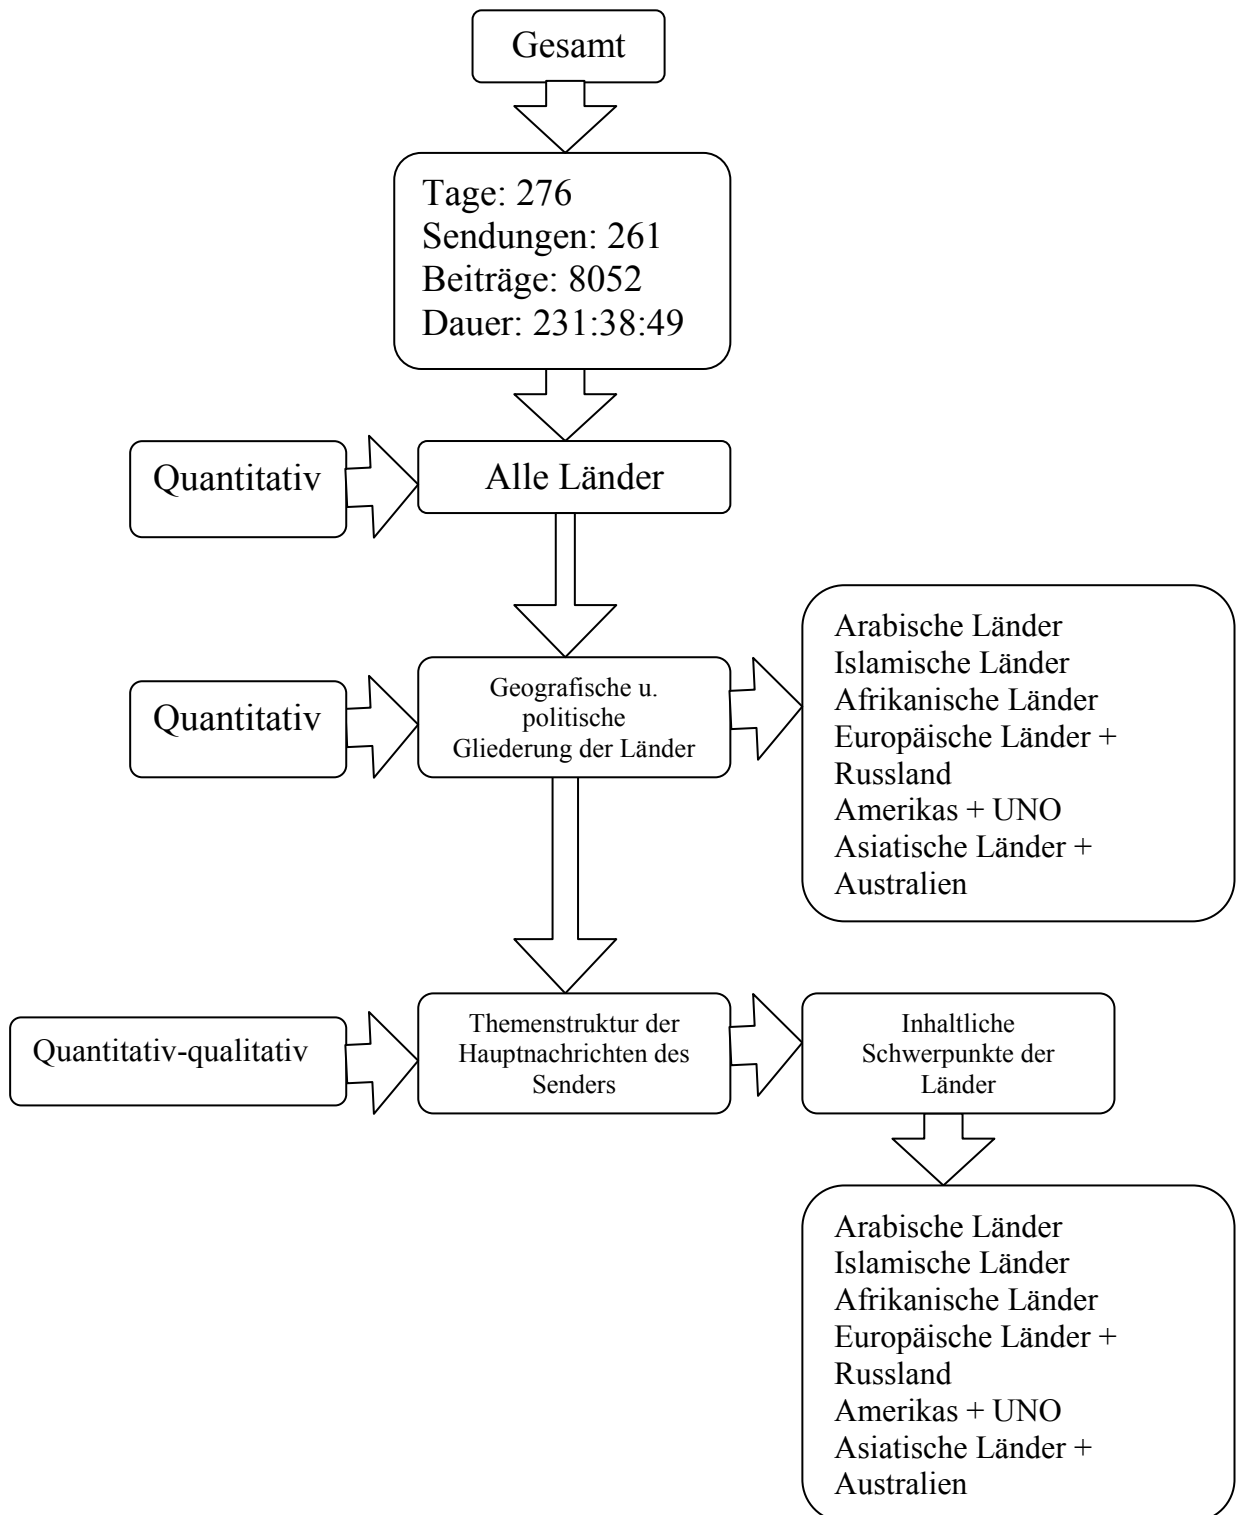 Gesamt
Tage: 276
Sendungen: 261
Beiträge: 8052
Dauer: 231:38:49
Quantitativ
Alle Länder
Quantitativ
Geografische u.
politische
Gliederung der Länder
Arabische Länder
Islamische Länder
Afrikanische Länder
Europäische Länder +
Russland
Amerikas + UNO
Asiatische Länder +
Australien
Quantitativ-qualitativ
Themenstruktur der
Hauptnachrichten des
Senders
Inhaltliche
Schwerpunkte der
Länder
Arabische Länder
Islamische Länder
Afrikanische Länder
Europäische Länder +
Russland
Amerikas + UNO
Asiatische Länder +
Australien